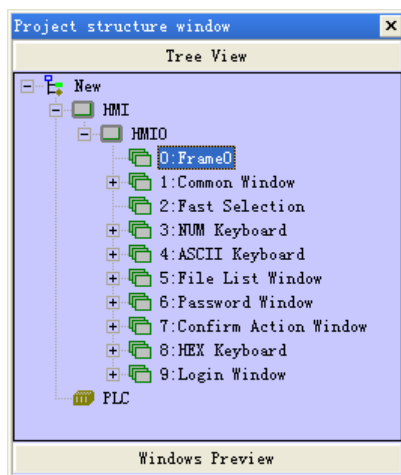 Project structure window
Tree View
New
HMI
HMI0
0:Frame0
1:Common Window
2:Fast Selection
3:NUM Keyboard
4:ASCII Keyboard
5:File List Window
6:Password Window
7:Confirm Action Window
8:HEX Keyboard
9:Login Window
PLC
Windows Preview